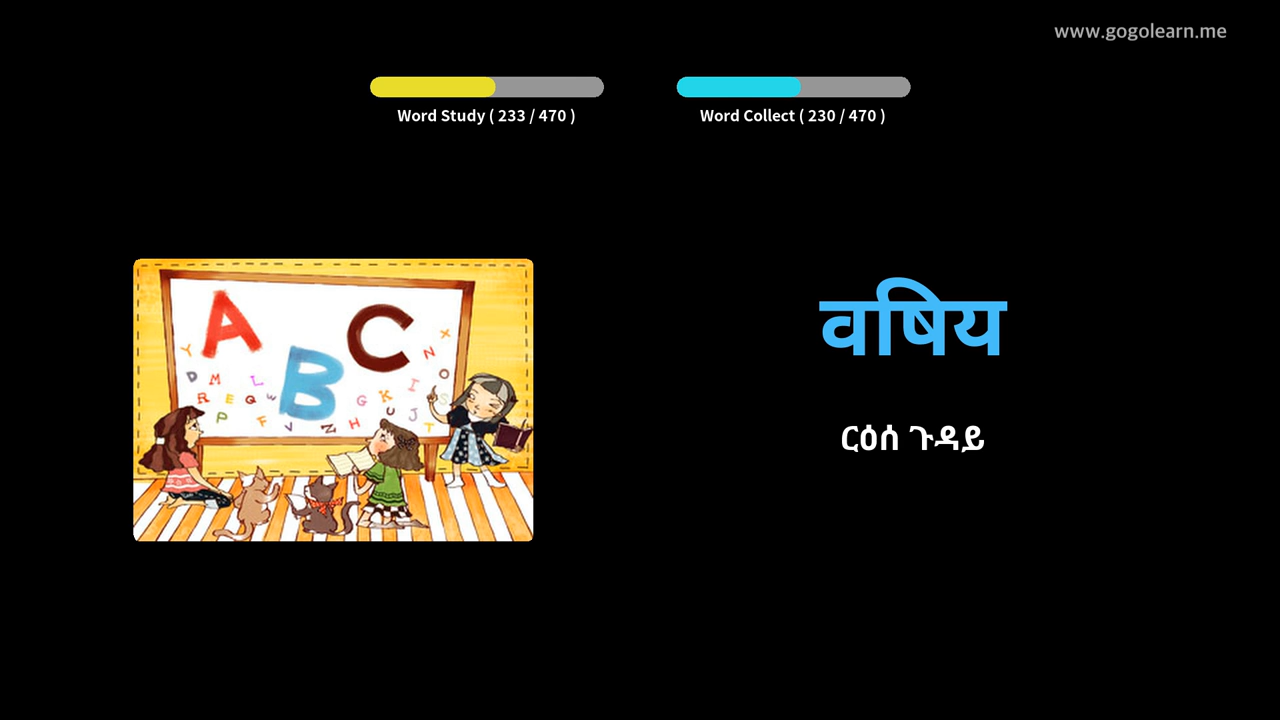 www.gogolearn.me
Word Study ( 233 / 470 )
Word Collect ( 230 / 470 )
A
B
C
X
Y
N
D M L
I
O
R E Q W
G K
S
P F V Z H
U J T
वषिय
ርዕሰ ጉዳይ